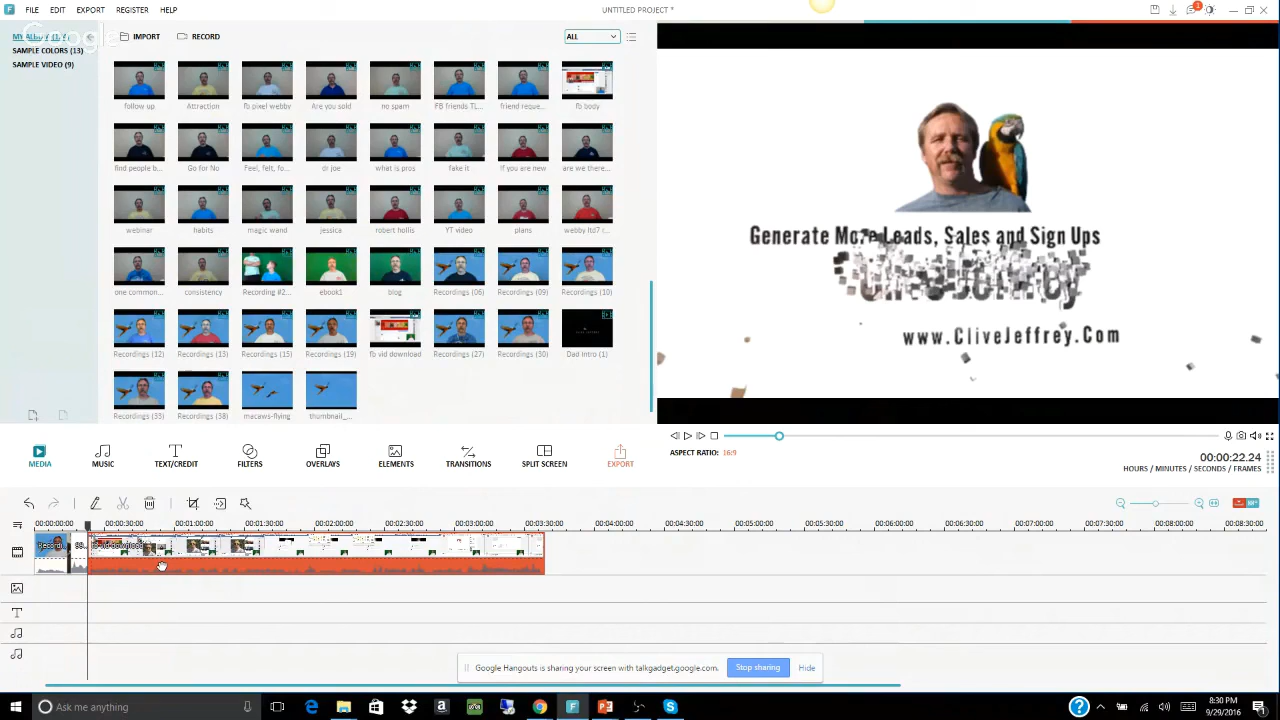 FILE EDIT EXPORT REGISTER HELP
UNTITLED PROJECT *
Google
SAMPLE COLORS (13)
SAMPLE VIDEO (9)
IMPORT RECORD
ALL
follow up Attraction fb pixel webby Are you sold no spam FB friends TL... friend reque... fb body
find people b... Go for No Feel, felt, fo... dr joe what is pros fake it If you are new are we there...
webinar habits magic wand jessica robert hollis YT video plans webby ltd7 (...
one common... consistency Recording #2... ebook1 blog Recordings (06) Recordings (09) Recordings (10)
Recordings (12) Recordings (13) Recordings (15) Recordings (19) fb vid download Recordings (27) Recordings (30) Dad Intro (1)
Recordings (33) Recordings (38) macaws-flying thumbnail_...
Generate More Leads, Sales and Sign Ups
www.CliveJeffrey.Com
ASPECT RATIO: 16:9
00:00:22.24
HOURS / MINUTES / SECONDS / FRAMES
MEDIA MUSIC TEXT/CREDIT FILTERS OVERLAYS ELEMENTS TRANSITIONS SPLIT SCREEN EXPORT
00:00:00:00 00:00:30:00 00:01:00:00 00:01:30:00 00:02:00:00 00:02:30:00 00:03:00:00 00:03:30:00 00:04:00:00 00:04:30:00 00:05:00:00 00:05:30:00 00:06:00:00 00:06:30:00 00:07:00:00 00:07:30:00 00:08:00:00 00:08:30:00
Record... fb vid download
Google Hangouts is sharing your screen with talkgadget.google.com. Stop sharing Hide
Ask me anything
8:30 PM
9/29/2016